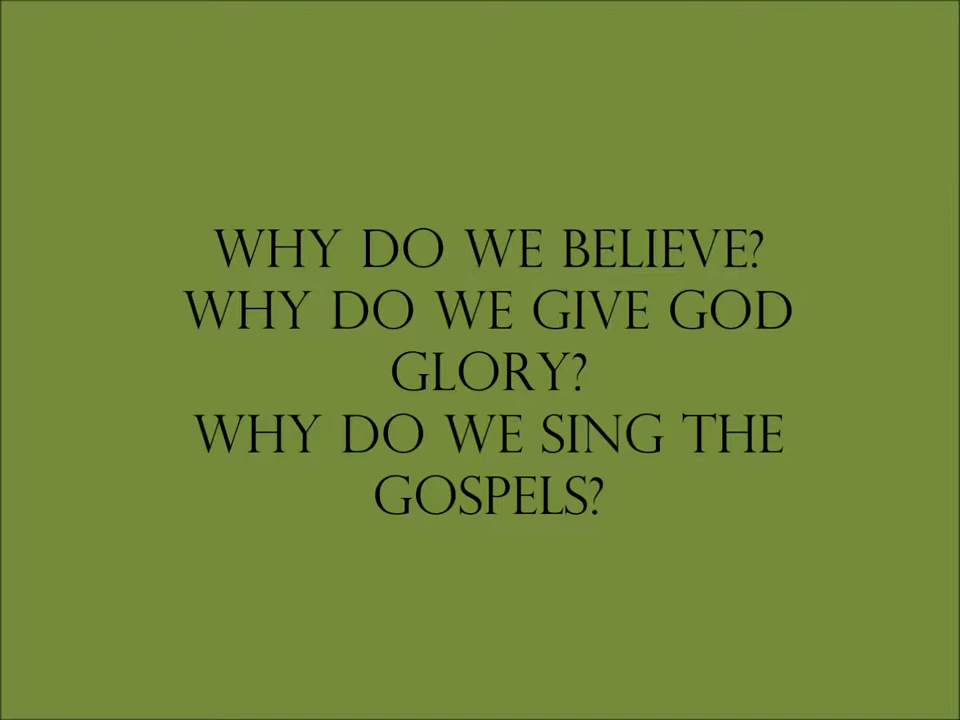 WHY DO WE BELIEVE?
WHY DO WE GIVE GOD
GLORY?
WHY DO WE SING THE
GOSPELS?